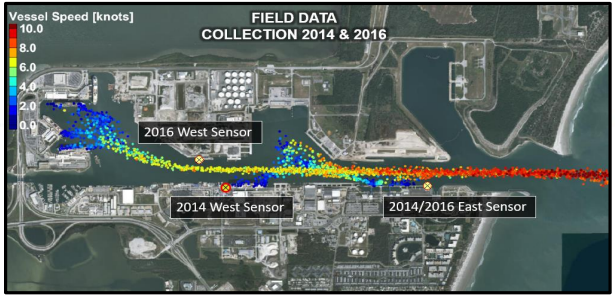 Vessel Speed [knots]
10.0
8.0
6.0
4.0
2.0
0.0
FIELD DATA
COLLECTION 2014 & 2016
2016 West Sensor
2014 West Sensor
2014/2016 East Sensor